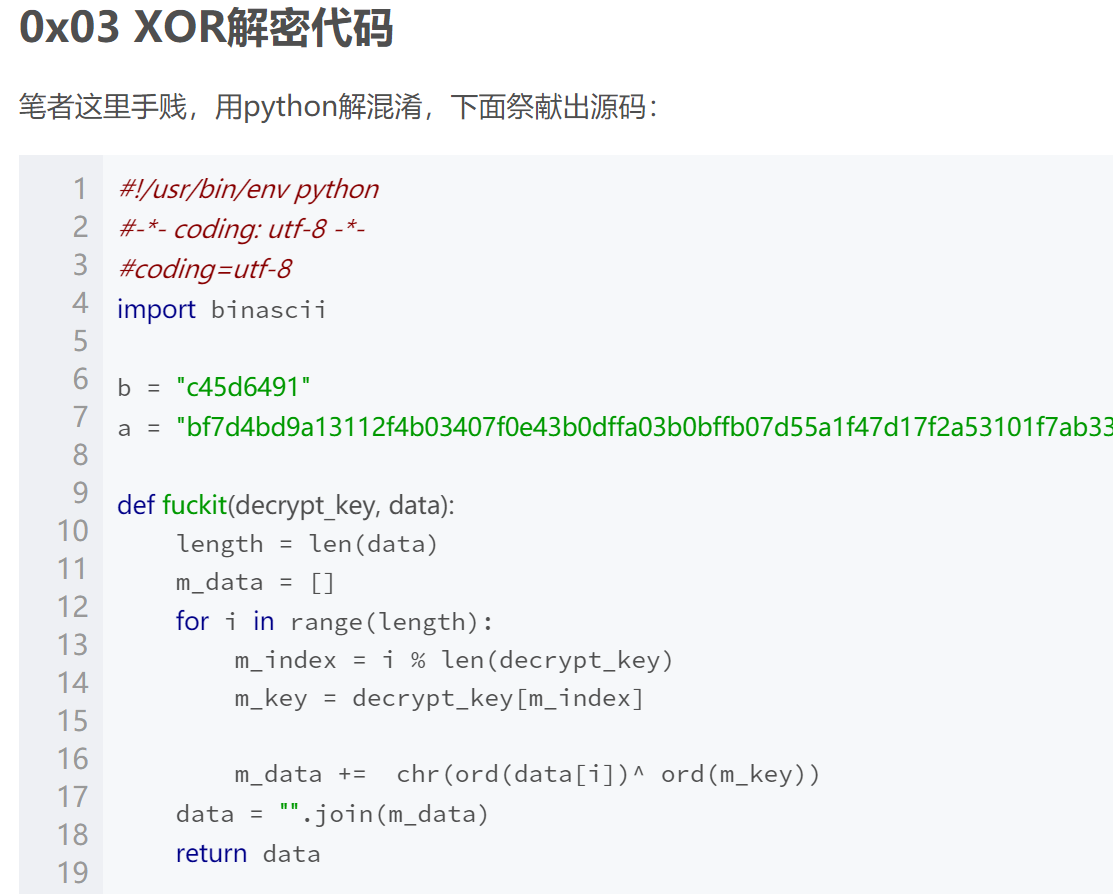 0x03 XOR解密代码
笔者这里手贱，用python解混淆，下面祭献出源码：
1 #!/usr/bin/env python
2 #-*- coding: utf-8 -*-
3 #coding=utf-8
4 import binascii
5
6 b = "c45d6491"
7 a = "bf7d4bd9a13112f4b03407f0e43b0dffa03b0bffb07d55a1f47d17f2a53101f7ab33
8
9 def fuckit(decrypt_key, data):
10 length = len(data)
11 m_data = []
12 for i in range(length):
13 m_index = i % len(decrypt_key)
14 m_key = decrypt_key[m_index]
15
16 m_data += chr(ord(data[i])^ ord(m_key))
17 data = "".join(m_data)
18 return data
19